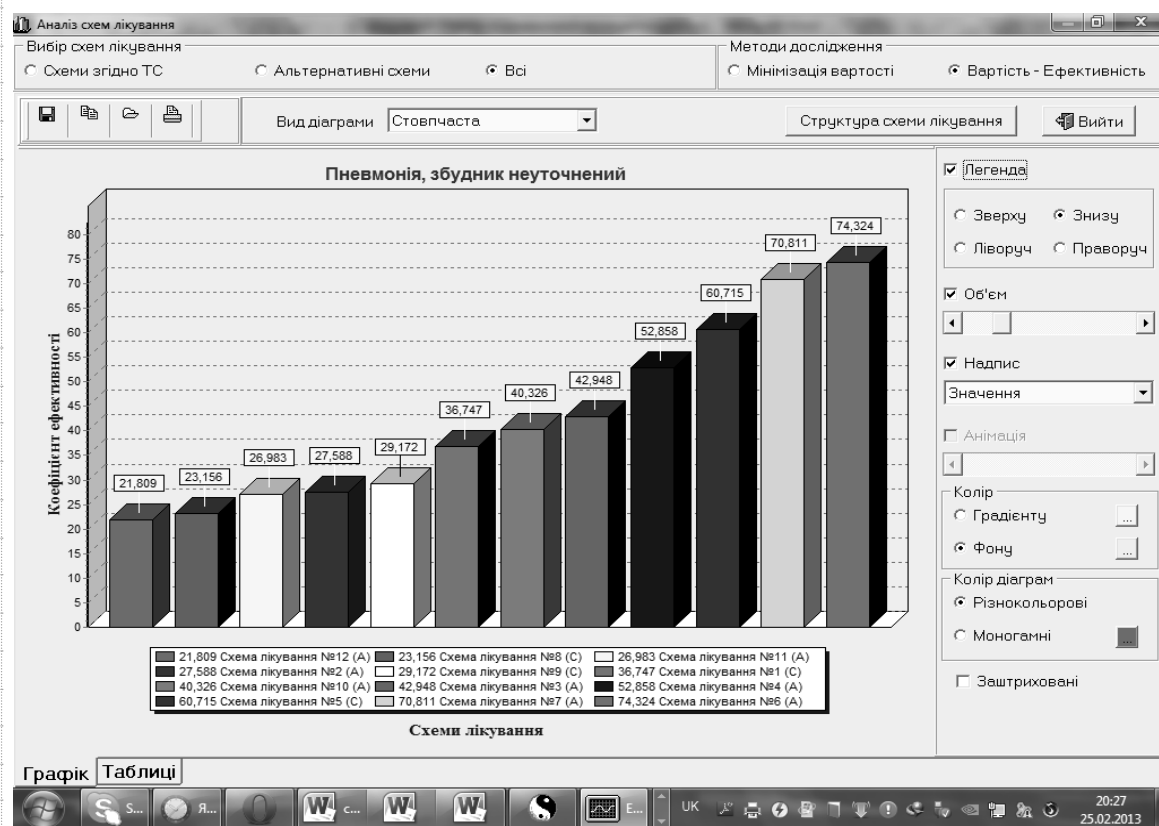 Аналіз схем лікування
Вибір схем лікування
Методи дослідження
Схеми згідно ТС Альтернативні схеми Всі Мінімізація вартості Вартість - Ефективність
Вид діаграми Стовпчаста Структура схеми лікування Вийти
Пневмонія, збудник неуточнений
Коефіцієнт ефективності
80
75
70
65
60
55
50
45
40
35
30
25
20
15
10
5
0
21,809
23,156
26,983
27,588
29,172
36,747
40,326
42,948
52,858
60,715
70,811
74,324
21,809 Схема лікування №12 (А) 23,156 Схема лікування №8 (С) 26,983 Схема лікування №11 (А)
27,588 Схема лікування №2 (А) 29,172 Схема лікування №9 (С) 36,747 Схема лікування №1 (С)
40,326 Схема лікування №10 (А) 42,948 Схема лікування №3 (А) 52,858 Схема лікування №4 (А)
60,715 Схема лікування №5 (С) 70,811 Схема лікування №7 (А) 74,324 Схема лікування №6 (А)
Схеми лікування
Легенда
Зверху Знизу
Ліворуч Праворуч
Об'єм
Надпис
Значення
Анімація
Колір
Градієнту ...
Фону ...
Колір діаграм
Різнокольорові
Моногамні ...
Заштриховані
Графік Таблиці
S... Я... W с... W W E... UK 20:27
25.02.2013